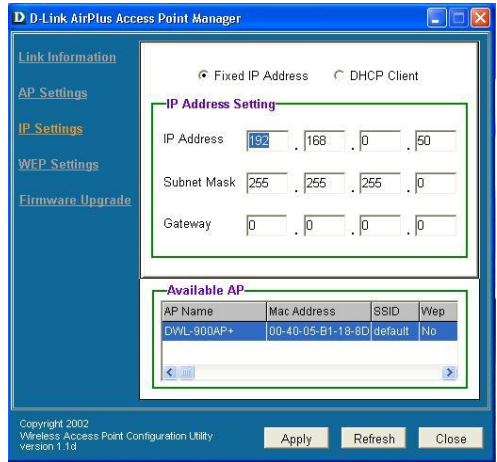 D-Link AirPlus Access Point Manager
Link Information
AP Settings
IP Settings
WEP Settings
Firmware Upgrade
Fixed IP Address DHCP Client
IP Address Setting
IP Address 192 . 168 . 0 . 50
Subnet Mask 255 . 255 . 255 . 0
Gateway 0 . 0 . 0 . 0
Available AP
AP Name Mac Address SSID Wep
DWL-900AP+ 00-40-05-B1-18-8D default No
Copyright 2002
Wireless Access Point Configuration Utility
version 1.1d
Apply Refresh Close